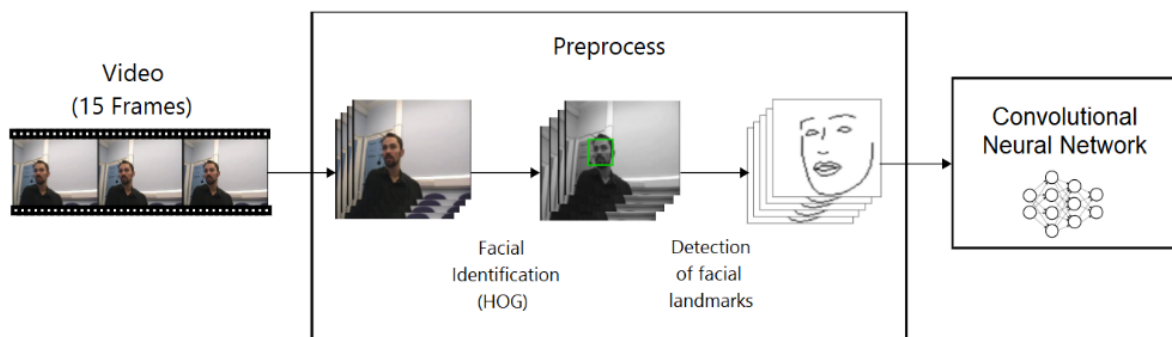 Preprocess
Video
(15 Frames)
Facial
Identification
(HOG)
Detection
of facial
landmarks
Convolutional
Neural Network